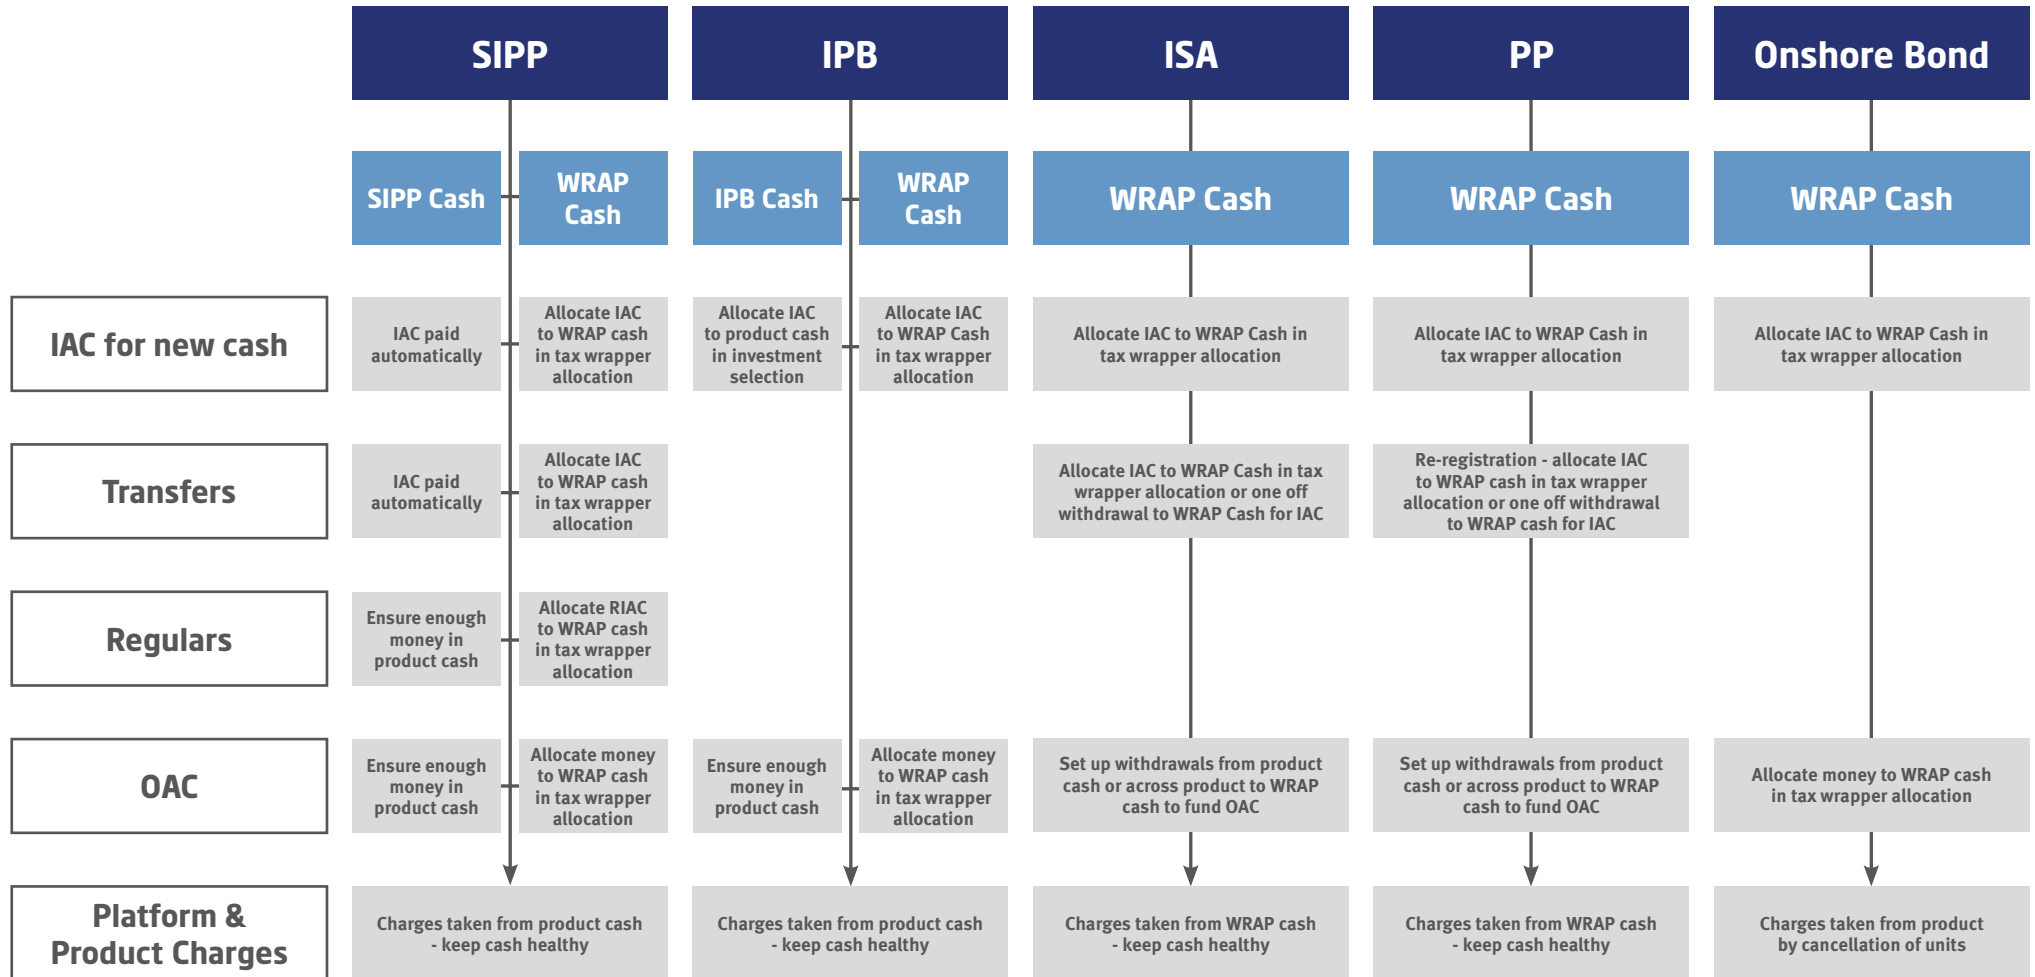 SIPP
IPB
ISA
PP
Onshore Bond
SIPP Cash
WRAP
Cash
IPB Cash
WRAP
Cash
WRAP Cash
WRAP Cash
WRAP Cash
IAC for new cash
IAC paid
automatically
Allocate IAC
to WRAP cash
in tax wrapper
allocation
Allocate IAC
to product cash
in investment
selection
Allocate IAC
to WRAP Cash
in tax wrapper
allocation
Allocate IAC to WRAP Cash in
tax wrapper allocation
Allocate IAC to WRAP Cash in
tax wrapper allocation
Allocate IAC to WRAP Cash in
tax wrapper allocation
Transfers
IAC paid
automatically
Allocate IAC
to WRAP cash
in tax wrapper
allocation
Allocate IAC to WRAP Cash in tax
wrapper allocation or one off
withdrawal to WRAP Cash for IAC
Re-registration - allocate IAC
to WRAP cash in tax wrapper
allocation or one off withdrawal
to WRAP cash for IAC
Regulars
Ensure enough
money in
product cash
Allocate RIAC
to WRAP cash
in tax wrapper
allocation
OAC
Ensure enough
money in
product cash
Allocate money
to WRAP cash
in tax wrapper
allocation
Ensure enough
money in
product cash
Allocate money
to WRAP cash
in tax wrapper
allocation
Set up withdrawals from product
cash or across product to WRAP
cash to fund OAC
Set up withdrawals from product
cash or across product to WRAP
cash to fund OAC
Allocate money to WRAP cash
in tax wrapper allocation
Platform &
Product Charges
Charges taken from product cash
- keep cash healthy
Charges taken from product cash
- keep cash healthy
Charges taken from WRAP cash
- keep cash healthy
Charges taken from WRAP cash
- keep cash healthy
Charges taken from product
by cancellation of units